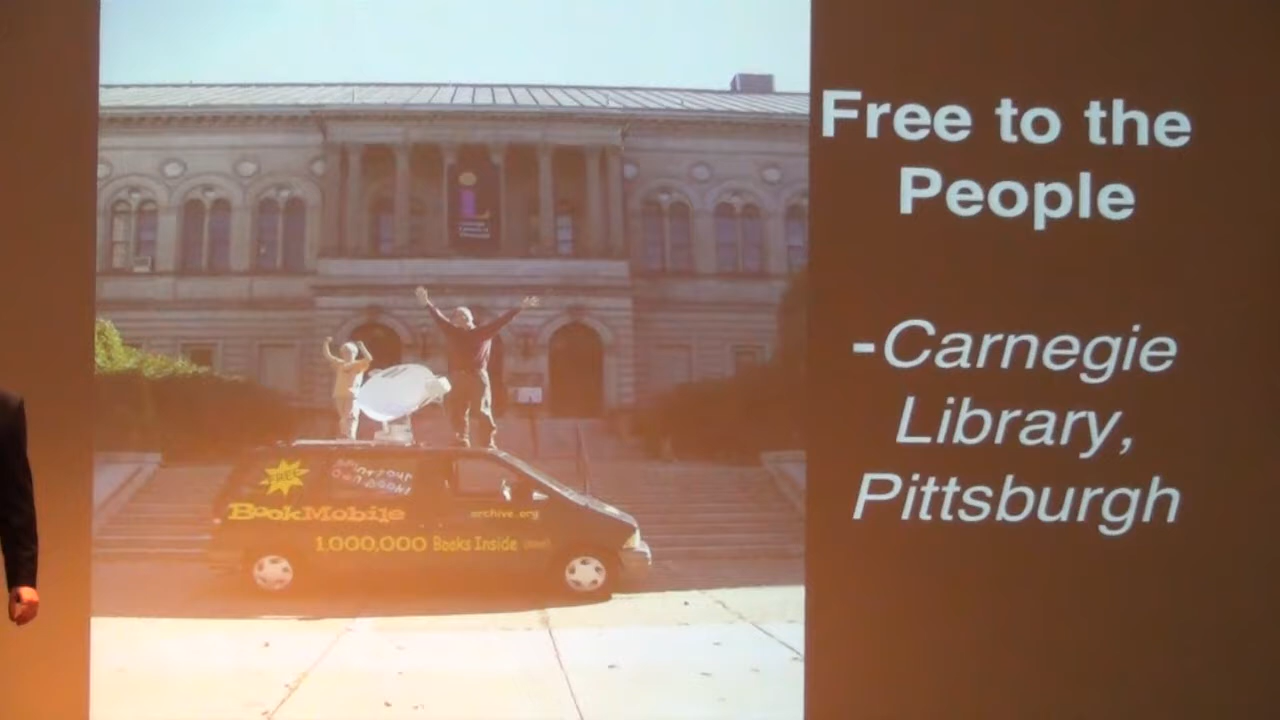 Free to the
People
-Carnegie
Library,
Pittsburgh
BookMobile
archive.org
1,000,000 Books Inside